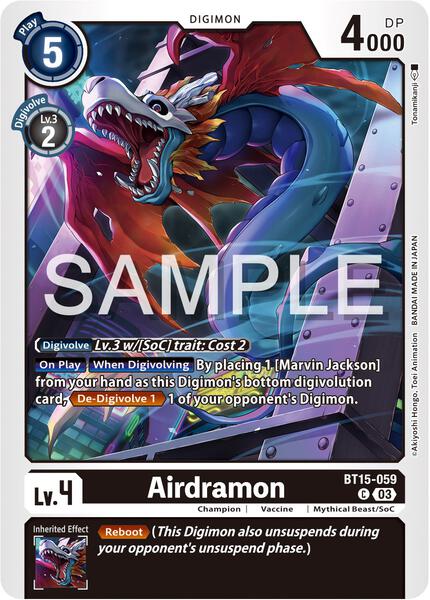 DIGIMON
Play
5
4000
DP
Digivolve
Lv.3
2
Tonamikanji
SAMPLE
Digivolve Lv.3 w/[SoC] trait: Cost 2
On Play When Digivolving By placing 1 [Marvin Jackson]
from your hand as this Digimon's bottom digivolution
card, De-Digivolve 1 1 of your opponent's Digimon.
©Akiyoshi Hongo, Toei Animation BANDAI MADE IN JAPAN
Lv.4
Airdramon
BT15-059
C 03
Champion | Vaccine | Mythical Beast/SoC
Inherited Effect
Reboot (This Digimon also unsuspends during
your opponent's unsuspend phase.)